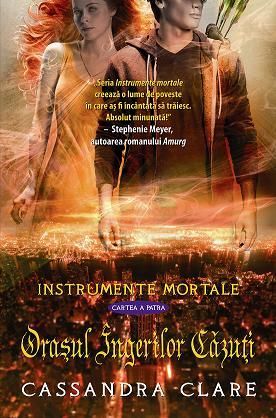 „Seria Instrumente mortale
creează o lume de poveste
în care aș fi încântată să trăiesc.
Absolut minunată!”
– Stephenie Meyer,
autoarea romanului Amurg
INSTRUMENTE MORTALE
CARTEA A PATRA
Orașul Îngerilor Căzuți
CASSANDRA CLARE